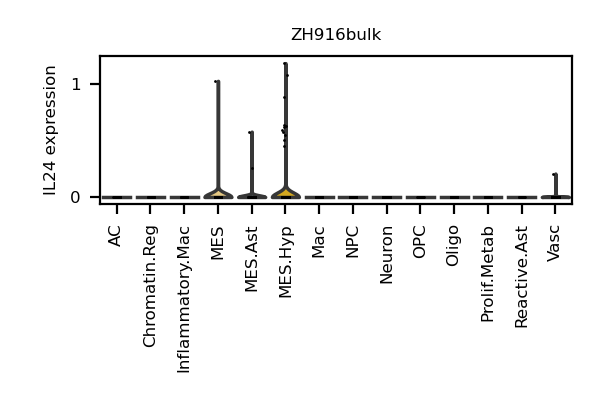 ZH916bulk
IL24 expression
1
0
AC
Chromatin.Reg
Inflammatory.Mac
MES
MES.Ast
MES.Hyp
Mac
NPC
Neuron
OPC
Oligo
Prolif.Metab
Reactive.Ast
Vasc